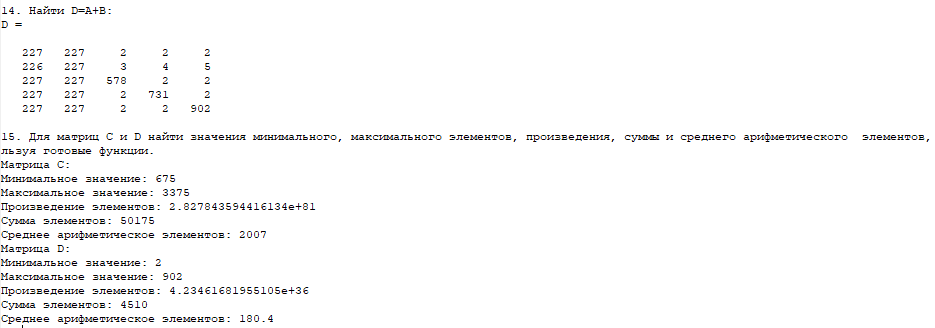 14. Найти D=A+B:
D =
227 227 2 2 2
226 3 4 5
227 227 578 2 2
227 227 2 731 2
227 227 2 2 902
15. Для матриц C и D найти значения минимального, максимального элементов, произведения, суммы и среднего арифметического элементов,
льзуя готовые функции.
Матрица C:
Минимальное значение: 675
Максимальное значение: 3375
Произведение элементов: 2.827843594416134e+81
Сумма элементов: 50175
Среднее арифметическое элементов: 2007
Матрица D:
Минимальное значение: 2
Максимальное значение: 902
Произведение элементов: 4.23461681955105e+36
Сумма элементов: 4510
Среднее арифметическое элементов: 180.4